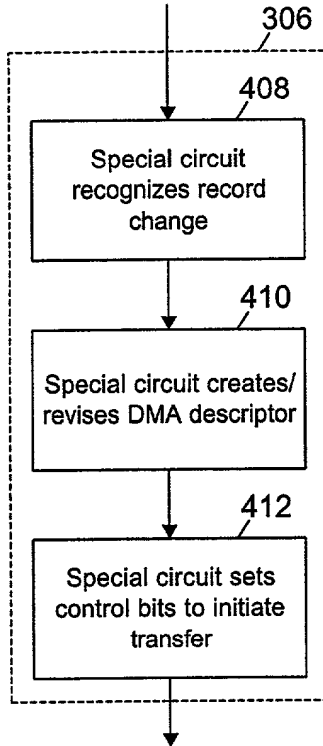 306
408
Special circuit
recognizes record
change
410
Special circuit creates/
revises DMA descriptor
412
Special circuit sets
control bits to initiate
transfer